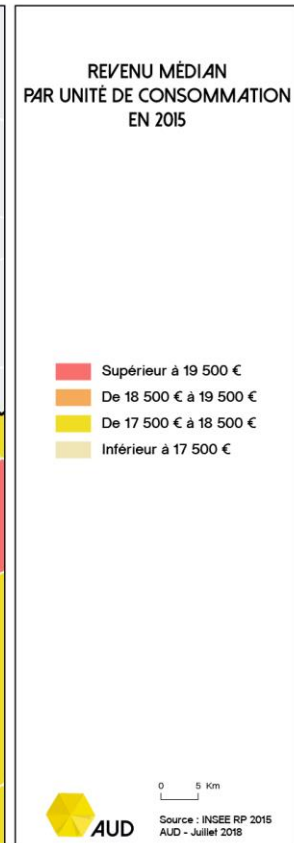 REVENU MÉDIAN
PAR UNITÉ DE CONSOMMATION
EN 2015
Supérieur à 19 500 €
De 18 500 € à 19 500 €
De 17 500 € à 18 500 €
Inférieur à 17 500 €
0 5 Km
AUD
Source : INSEE RP 2015
AUD - Juillet 2018